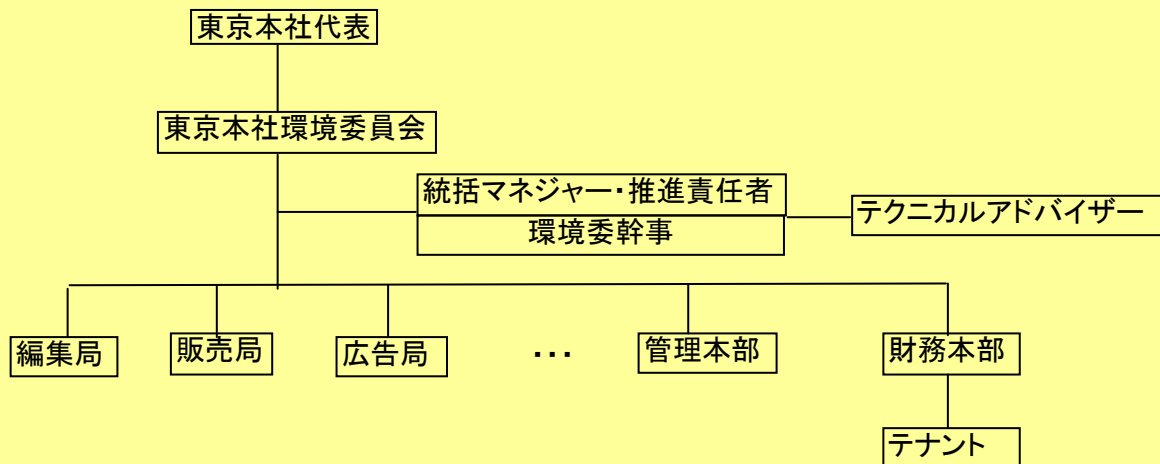 東京本社代表
東京本社環境委員会
統括マネジャー・推進責任者
環境委幹事
テクニカルアドバイザー
編集局
販売局
広告局
・・・
管理本部
財務本部
テナント